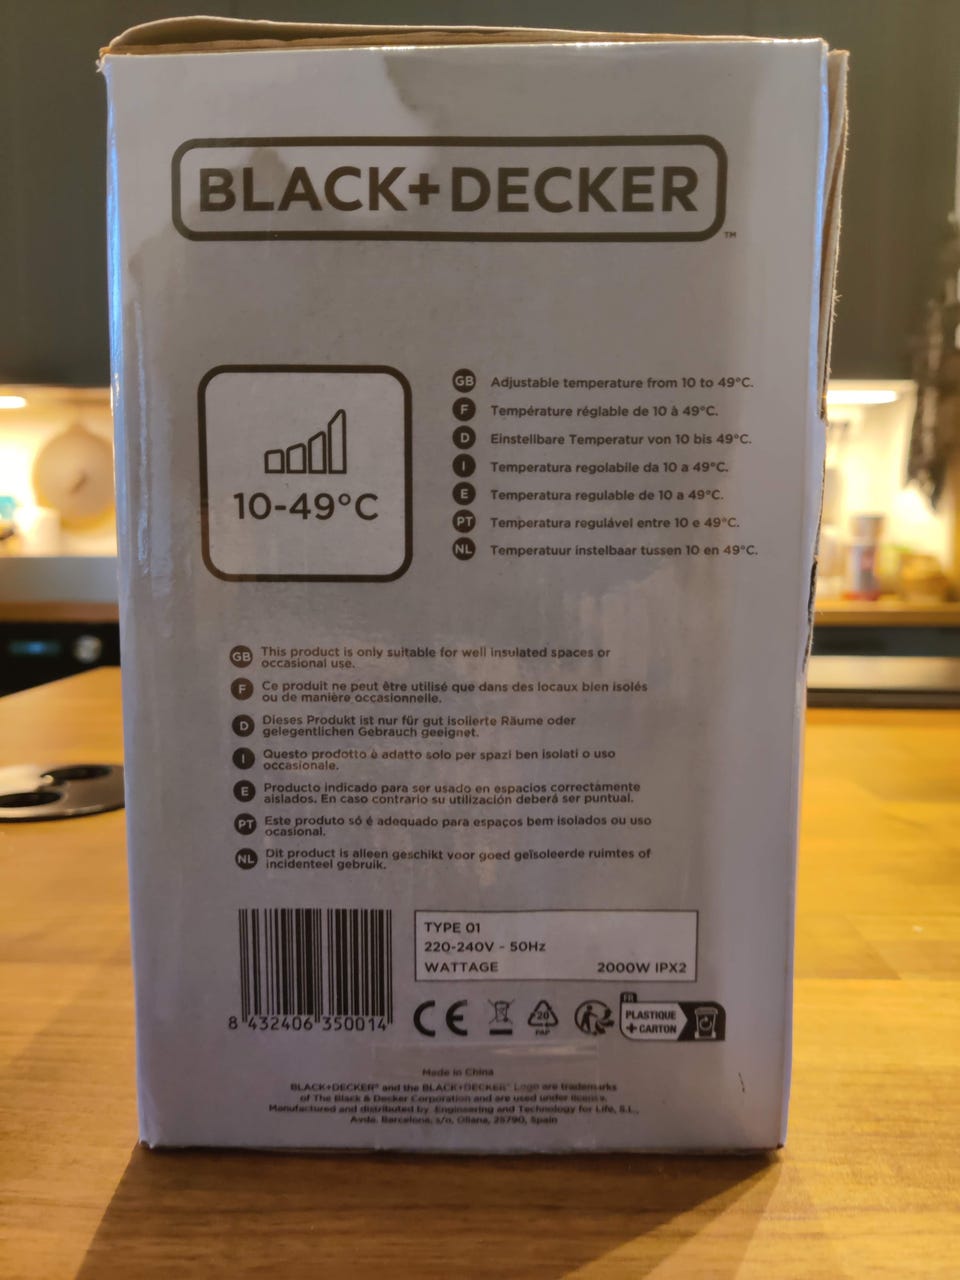 BLACK+DECKER
TM
10-49°C
GB Adjustable temperature from 10 to 49°C.
F Température réglable de 10 à 49°C.
D Einstellbare Temperatur von 10 bis 49°C.
I Temperatura regolabile da 10 a 49°C.
E Temperatura regulable de 10 a 49°C.
PT Temperatura regulável entre 10 e 49°C.
NL Temperatuur instelbaar tussen 10 en 49°C.
GB This product is only suitable for well insulated spaces or
occasional use.
F Ce produit ne peut être utilisé que dans des locaux bien isolés
ou de manière occasionnelle.
D Dieses Produkt ist nur für gut isolierte Räume oder
gelegentlichen Gebrauch geeignet.
I Questo prodotto è adatto solo per spazi ben isolati o uso
occasionale.
E Producto indicado para ser usado en espacios correctamente
aislados. En caso contrario su utilización deberá ser puntual.
PT Este produto só é adequado para espaços bem isolados ou uso
ocasional.
NL Dit product is alleen geschikt voor goed geïsoleerde ruimtes of
incidenteel gebruik.
TYPE 01
220-240V - 50Hz
WATTAGE 2000W IPX2
8 432406 350014
CE
20
PAP
FR
PLASTIQUE
+ CARTON
Made in China
BLACK+DECKER® and the BLACK+DECKER® Logo are trademarks
of The Black & Decker Corporation and are used under license.
Manufactured and distributed by Engineering and Technology for Life, S.L.,
Avda. Barcelona, s/n, Oliana, 25790, Spain